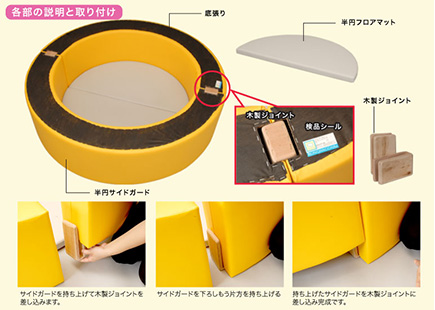 各部の説明と取り付け
底張り
半円フロアマット
木製ジョイント
検品シール
木製ジョイント
半円サイドガード
サイドガードを持ち上げて木製ジョイントを
差し込みます。
サイドガードを下ろしもう片方を持ち上げる
持ち上げたサイドガードを木製ジョイントに
差し込み完成です。